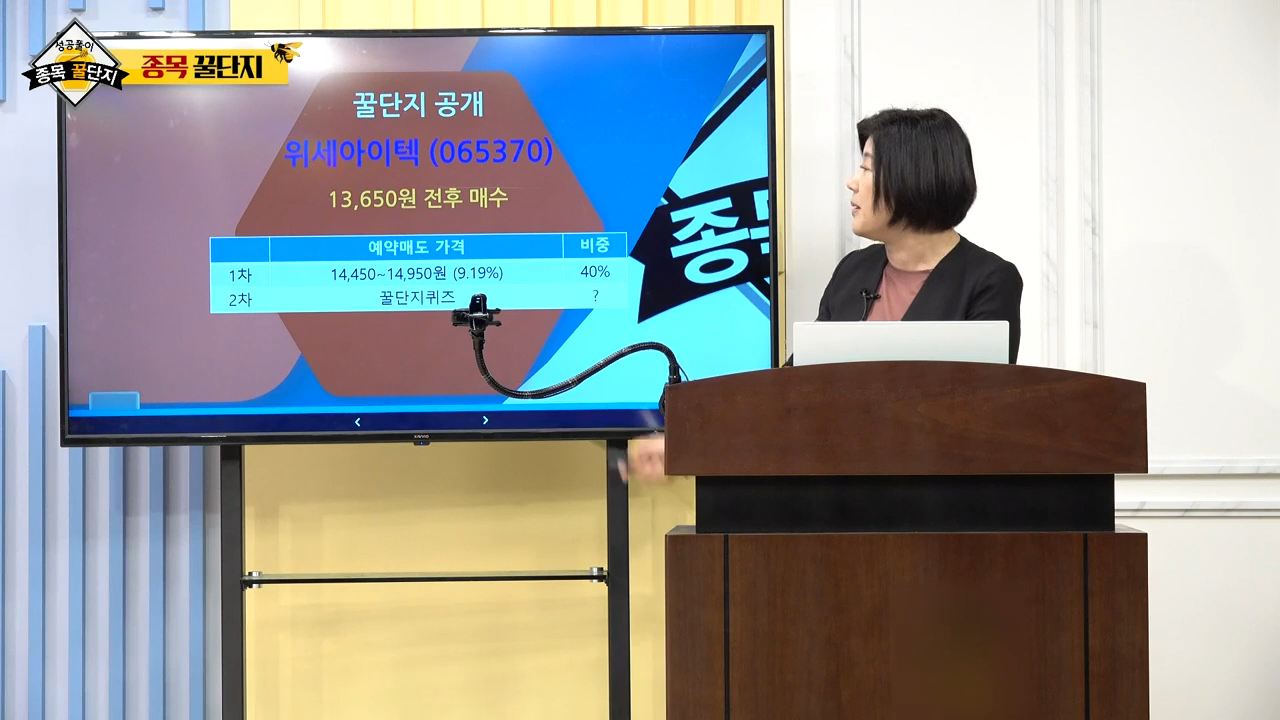 성공풀이
종목 꿀단지
종목 꿀단지
꿀단지 공개
위세아이텍 (065370)
13,650원 전후 매수
예약매도 가격 비중
1차 14,450~14,950원 (9.19%) 40%
2차 꿀단지퀴즈 ?
종목